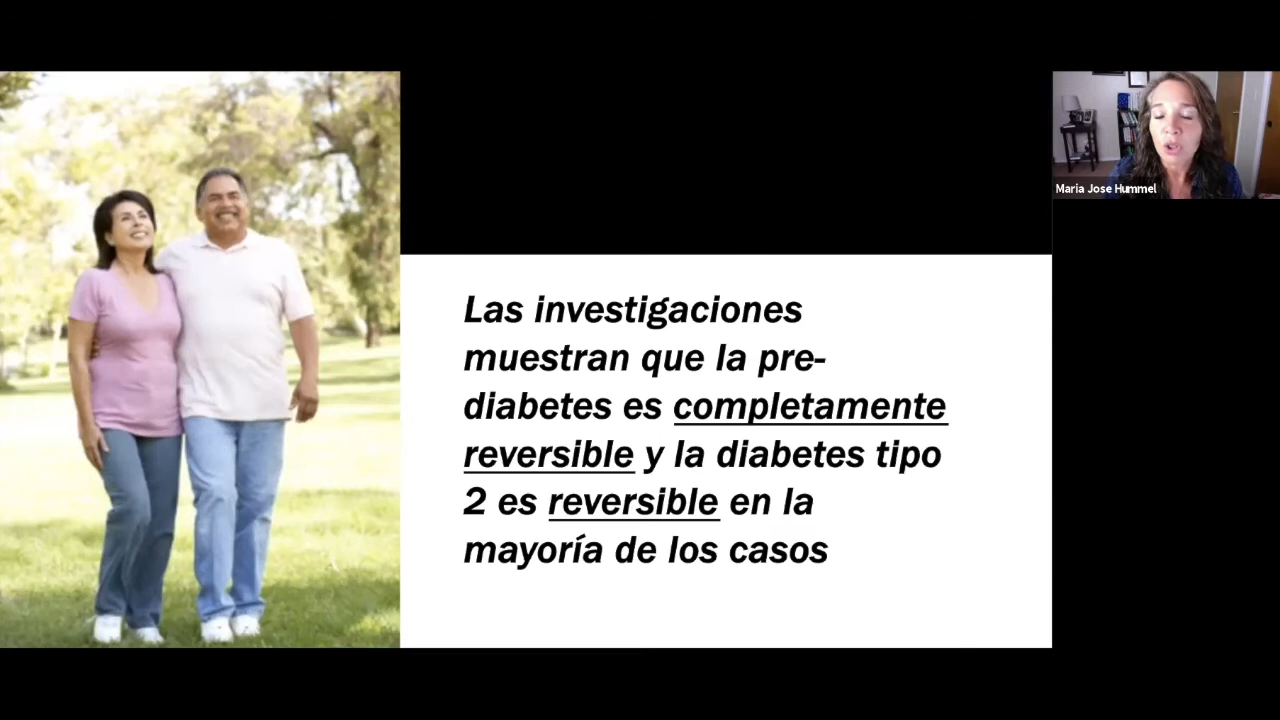 Maria Jose Hummel
Las investigaciones
muestran que la pre-
diabetes es completamente
reversible y la diabetes tipo
2 es reversible en la
mayoría de los casos